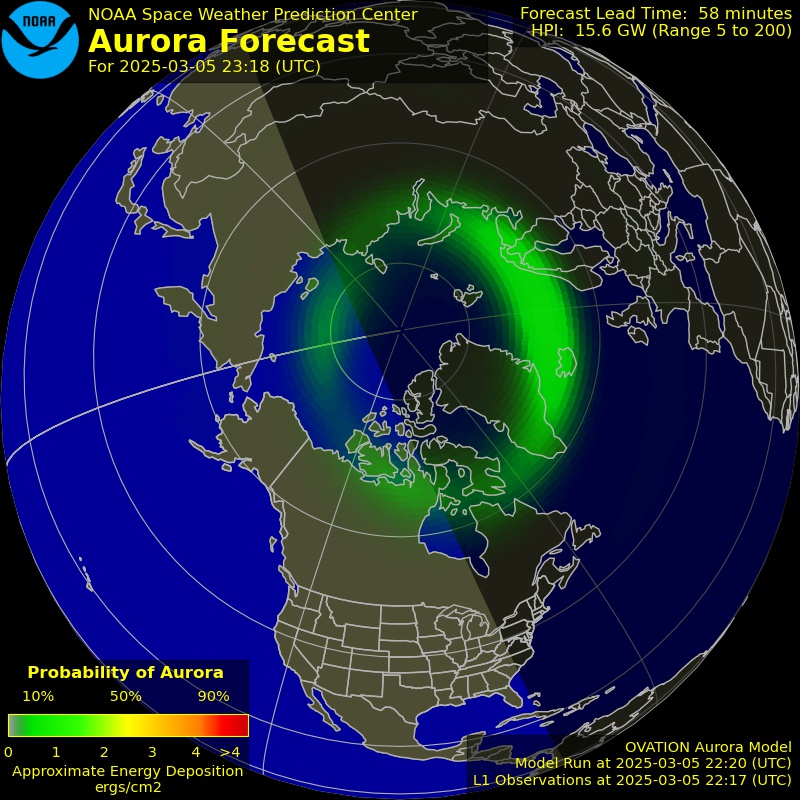 NOAA
NOAA Space Weather Prediction Center
Aurora Forecast
For 2025-03-05 23:18 (UTC)
Forecast Lead Time:  58 minutes
HPI:  15.6 GW (Range 5 to 200)
Probability of Aurora
10% 50% 90%
0 1 2 3 4 >4
Approximate Energy Deposition
ergs/cm2
OVATION Aurora Model
Model Run at 2025-03-05 22:20 (UTC)
L1 Observations at 2025-03-05 22:17 (UTC)